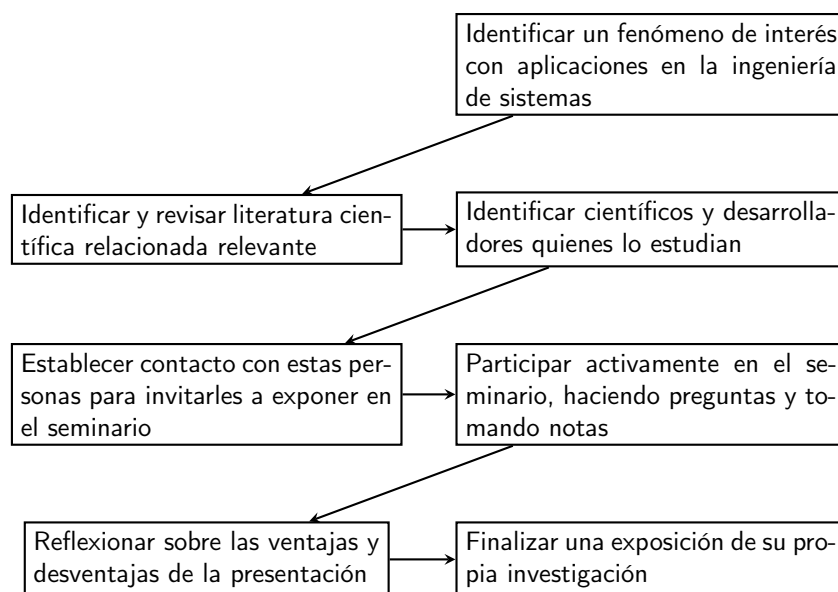 Identificar un fenómeno de interés
con aplicaciones en la ingeniería
de sistemas
Identificar y revisar literatura cien-
tífica relacionada relevante
Identificar científicos y desarrolla-
dores quienes lo estudian
Establecer contacto con estas per-
sonas para invitarles a exponer en
el seminario
Participar activamente en el se-
minario, haciendo preguntas y to-
mando notas
Reflexionar sobre las ventajas y
desventajas de la presentación
Finalizar una exposición de su pro-
pia investigación